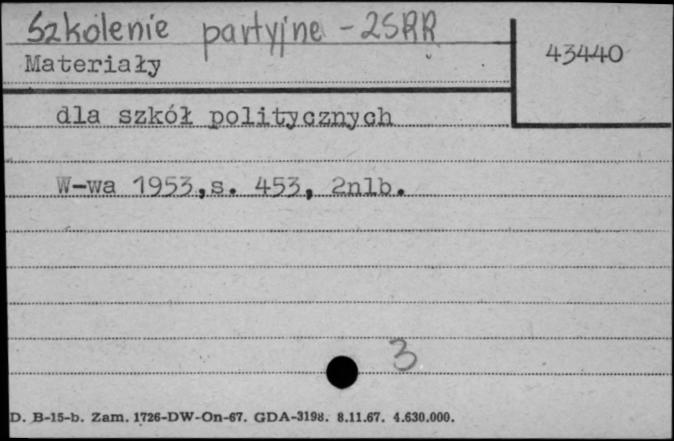 Szkolenie partyjne - ZSRR
43440
Materiały
dla szkół politycznych
W-wa 1953,s. 453, 2nlb.
3
D. B-15-b. Zam. 1726-DW-On-67. GDA-3198. 8.11.67. 4.630.000.